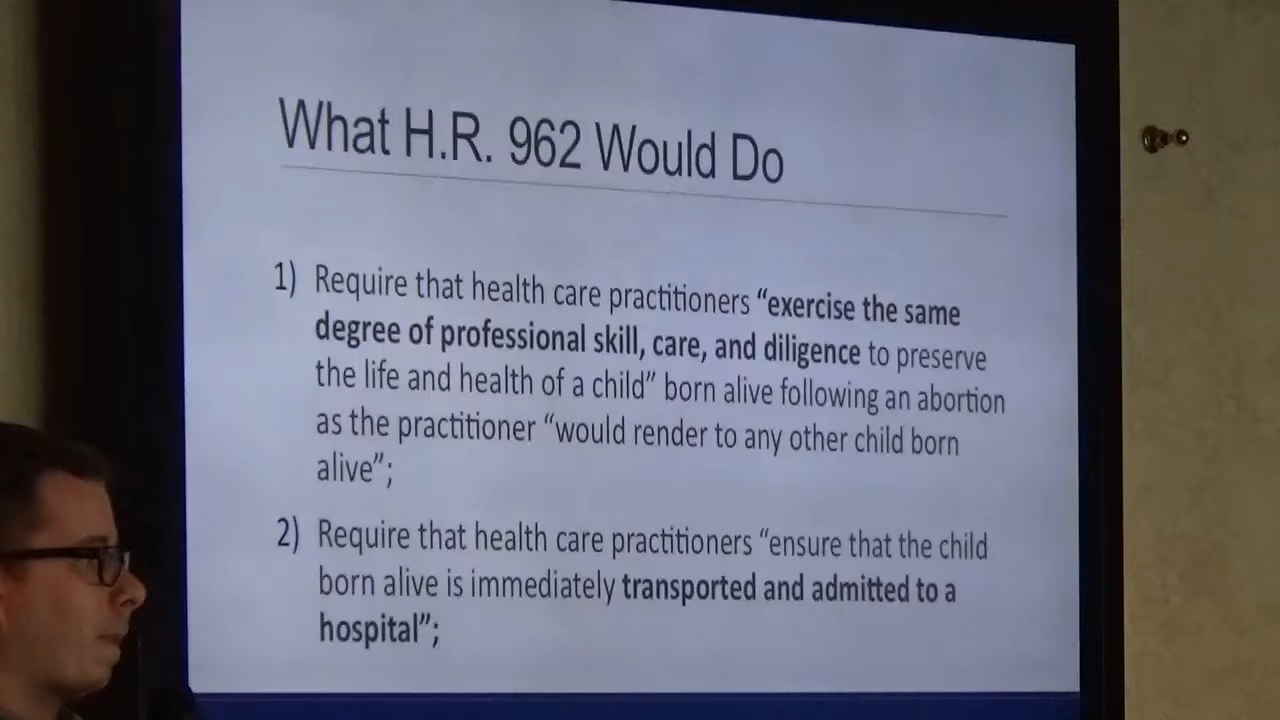 What H.R. 962 Would Do
1) Require that health care practitioners “exercise the same
degree of professional skill, care, and diligence to preserve
the life and health of a child” born alive following an abortion
as the practitioner “would render to any other child born
alive”;
2) Require that health care practitioners “ensure that the child
born alive is immediately transported and admitted to a
hospital”;